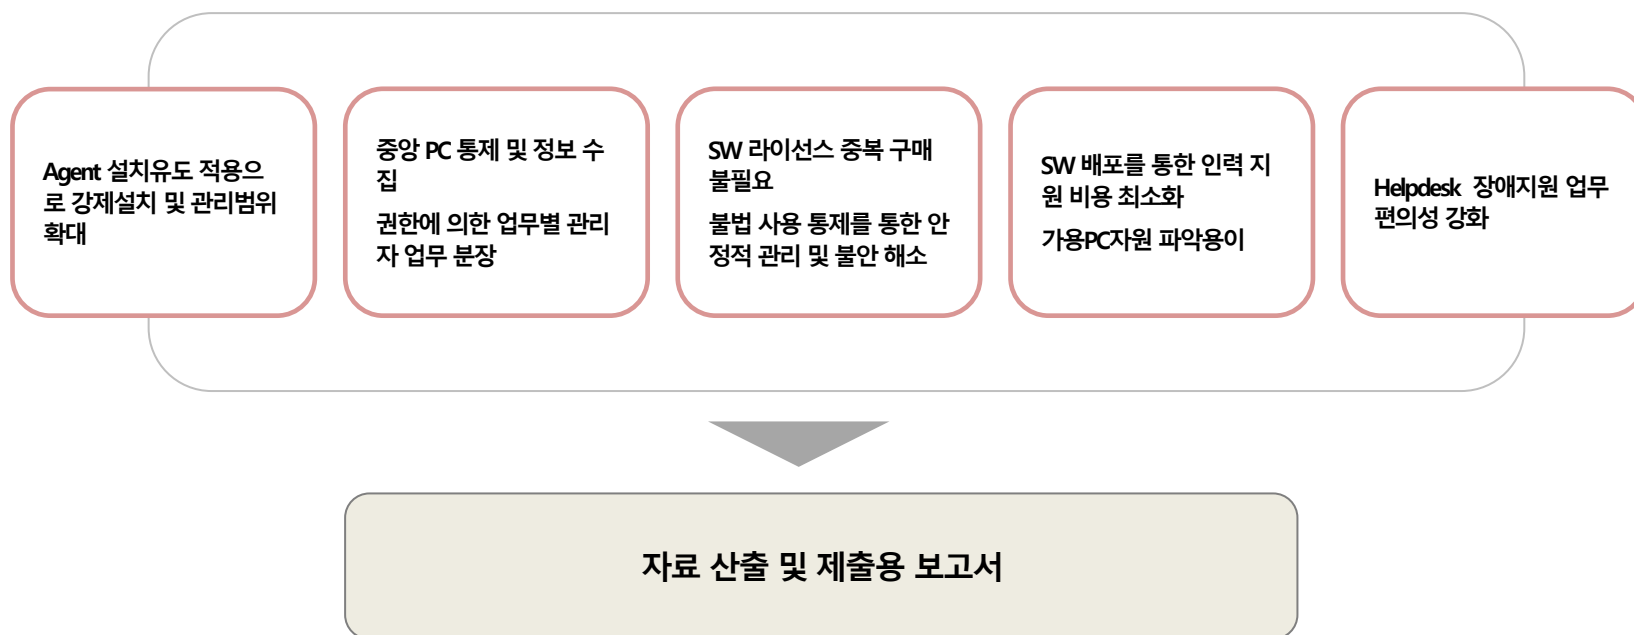 Agent 설치유도 적용으
로 강제설치 및 관리범위
확대
중앙 PC 통제 및 정보 수
집
권한에 의한 업무별 관리
자 업무 분장
SW 라이선스 중복 구매
불필요
불법 사용 통제를 통한 안
정적 관리 및 불안 해소
SW 배포를 통한 인력 지
원 비용 최소화
가용PC자원 파악용이
Helpdesk 장애지원 업무
편의성 강화
자료 산출 및 제출용 보고서